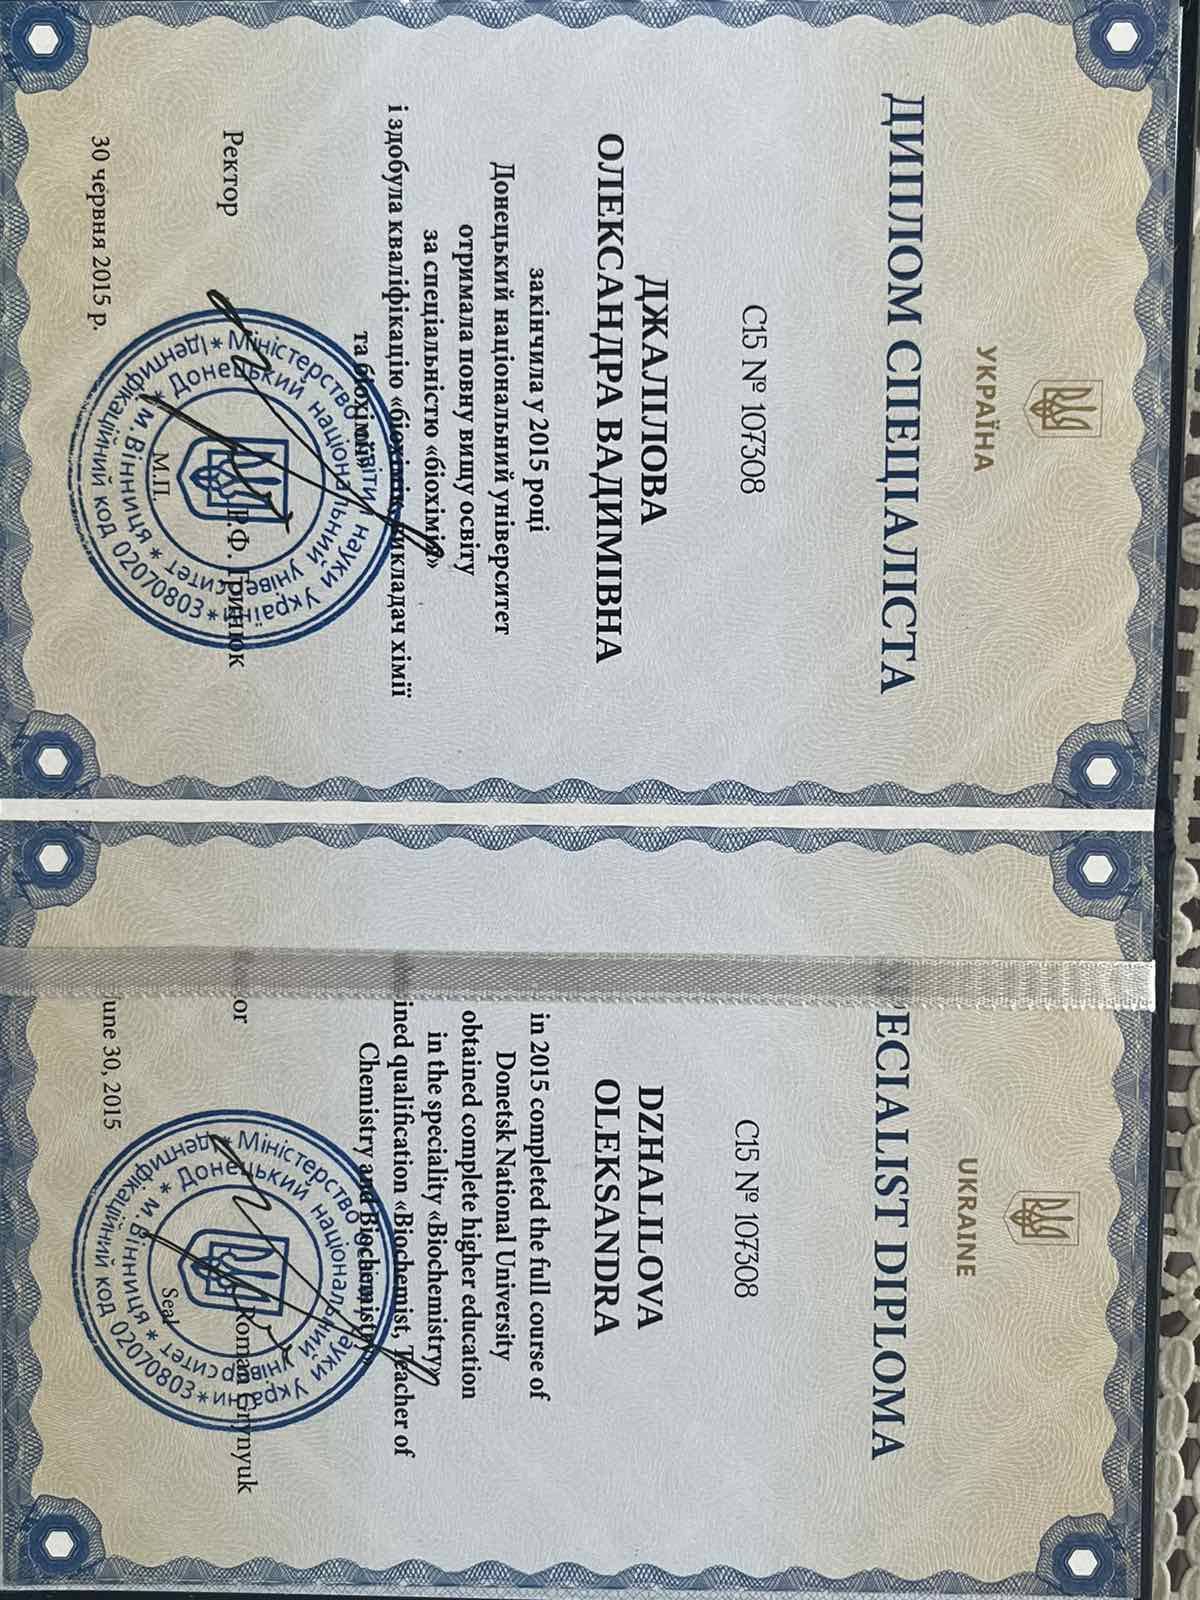 УКРАЇНА
ДИПЛОМ СПЕЦІАЛІСТА
С15 № 107308
ДЖАЛІЛОВА
ОЛЕКСАНДРА ВАДИМІВНА
закінчила у 2015 році
Донецький національний університет
отримала повну вищу освіту
за спеціальністю «біохімія»
і здобула кваліфікацію «біохімік, викладач хімії
та біохімії»
Ректор
Р.Ф. Гринюк
М.П.
30 червня 2015 р.
Міністерство освіти і науки України
* Ідентифікаційний код 02070803 *
Донецький національний університет
* м. Вінниця *
UKRAINE
ECIALIST DIPLOMA
C15 № 107308
DZHALILOVA
OLEKSANDRA
in 2015 completed the full course of
Donetsk National University
obtained complete higher education
in the speciality «Biochemistry»
ined qualification «Biochemist, Teacher of
Chemistry and Biochemistry»
or
Roman Grynyuk
Seal
une 30, 2015
Міністерство освіти і науки України
* Ідентифікаційний код 02070803 *
Донецький національний університет
* м. Вінниця *